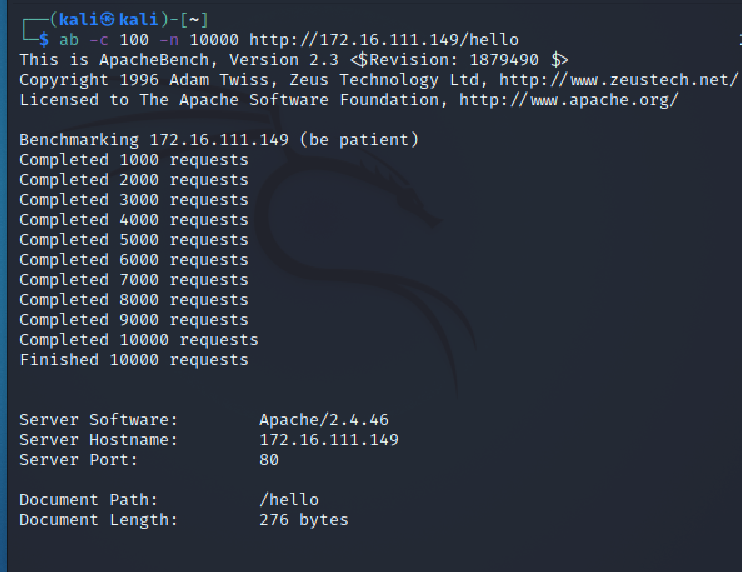 ┌──(kali㉿kali)-[~]
└─$ ab -c 100 -n 10000 http://172.16.111.149/hello
This is ApacheBench, Version 2.3 <$Revision: 1879490 $>
Copyright 1996 Adam Twiss, Zeus Technology Ltd, http://www.zeustech.net/
Licensed to The Apache Software Foundation, http://www.apache.org/

Benchmarking 172.16.111.149 (be patient)
Completed 1000 requests
Completed 2000 requests
Completed 3000 requests
Completed 4000 requests
Completed 5000 requests
Completed 6000 requests
Completed 7000 requests
Completed 8000 requests
Completed 9000 requests
Completed 10000 requests
Finished 10000 requests


Server Software:        Apache/2.4.46
Server Hostname:        172.16.111.149
Server Port:            80

Document Path:          /hello
Document Length:        276 bytes